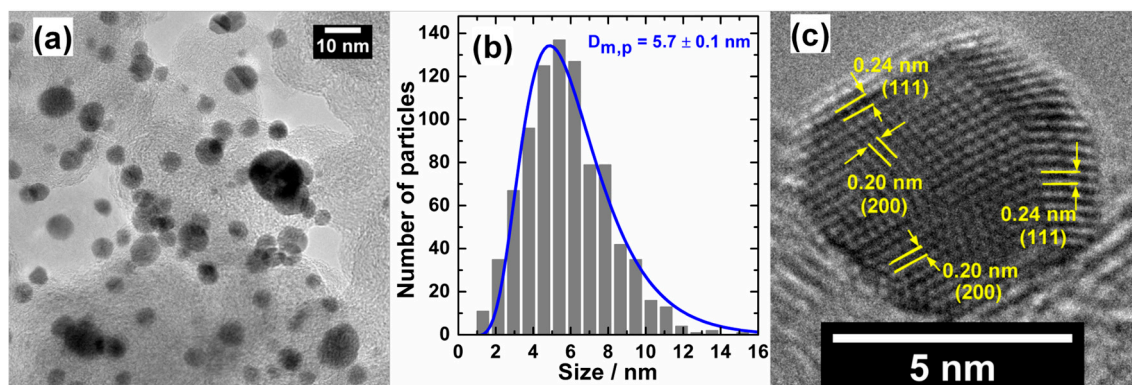 (a)
10 nm
(b)
D_m,p = 5.7 ± 0.1 nm
Number of particles
140
120
100
80
60
40
20
0
0 2 4 6 8 10 12 14 16
Size / nm
(c)
0.24 nm
(111)
0.20 nm
(200)
0.24 nm
(111)
0.20 nm
(200)
5 nm